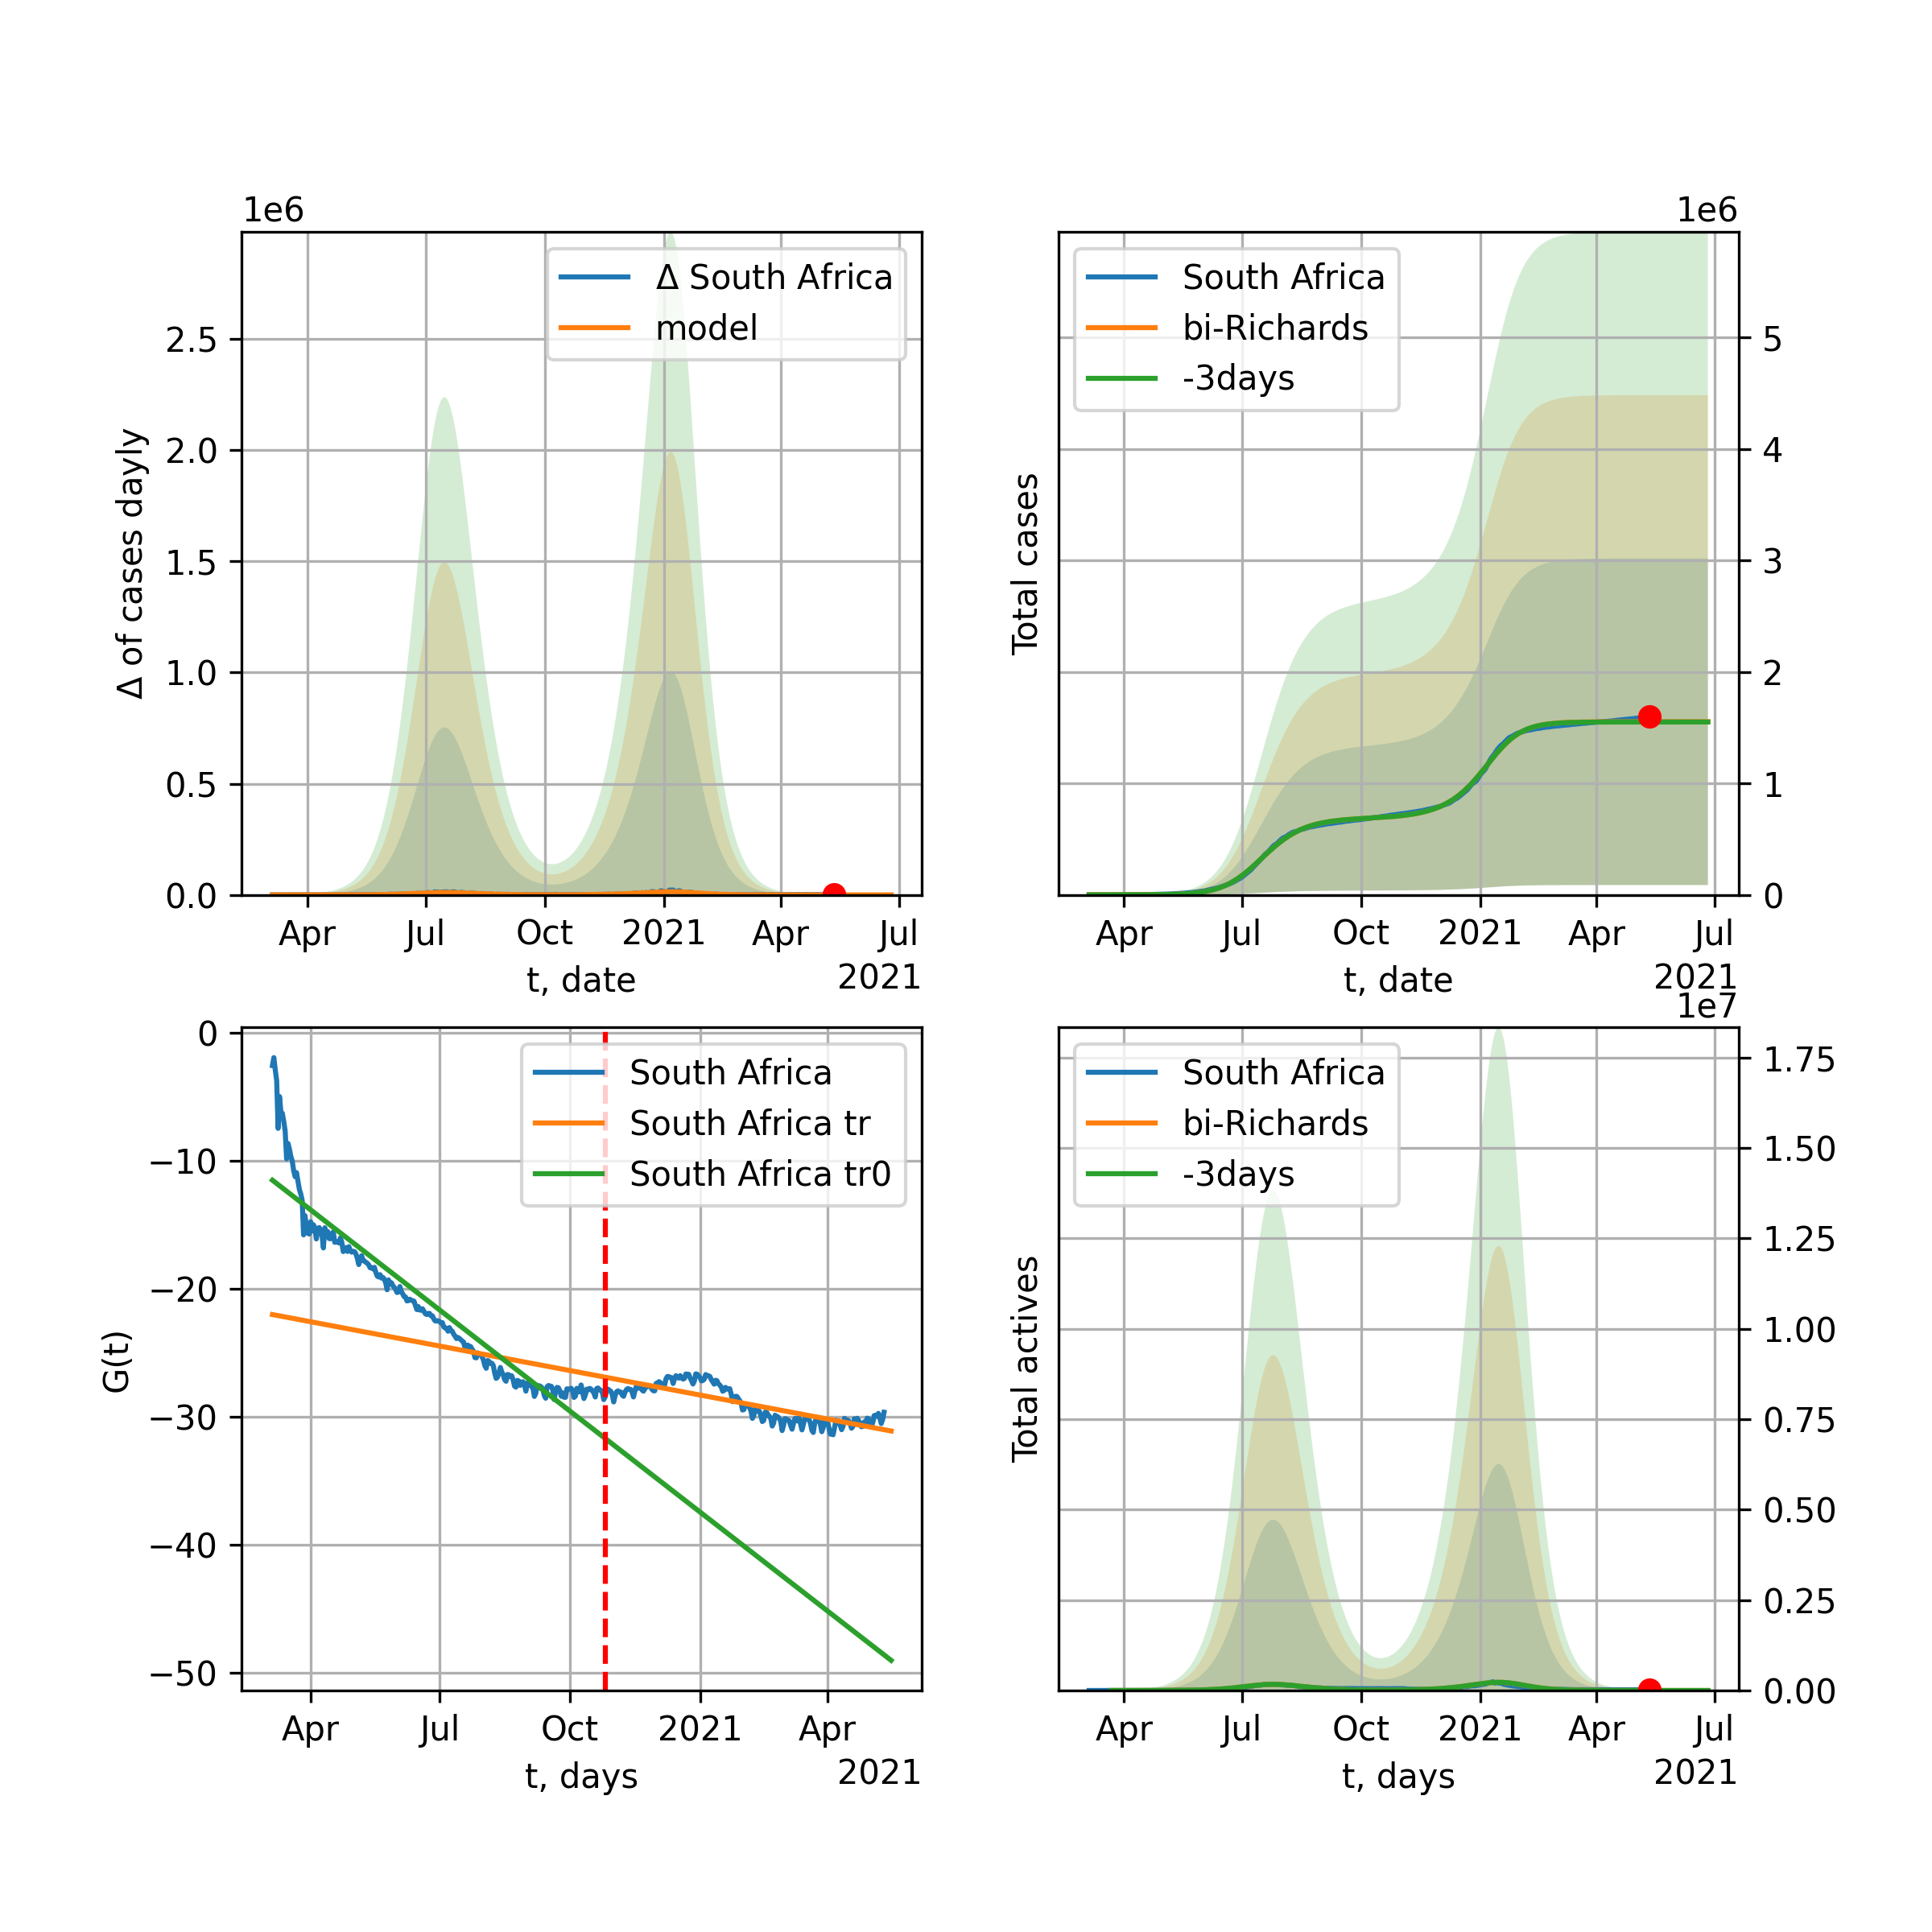 1e6
Δ South Africa
model
2.5
2.0
1.5
1.0
0.5
0.0
Δ of cases dayly
Apr
Jul
Oct
2021
Apr
Jul
t, date
2021
1e6
South Africa
bi-Richards
-3days
5
4
3
2
1
0
Total cases
Apr
Jul
Oct
2021
Apr
Jul
t, date
2021
0
−10
−20
−30
−40
−50
G(t)
South Africa
South Africa tr
South Africa tr0
Apr
Jul
Oct
2021
Apr
t, days
2021
1e7
South Africa
bi-Richards
-3days
1.75
1.50
1.25
1.00
0.75
0.50
0.25
0.00
Total actives
Apr
Jul
Oct
2021
Apr
Jul
t, days
2021